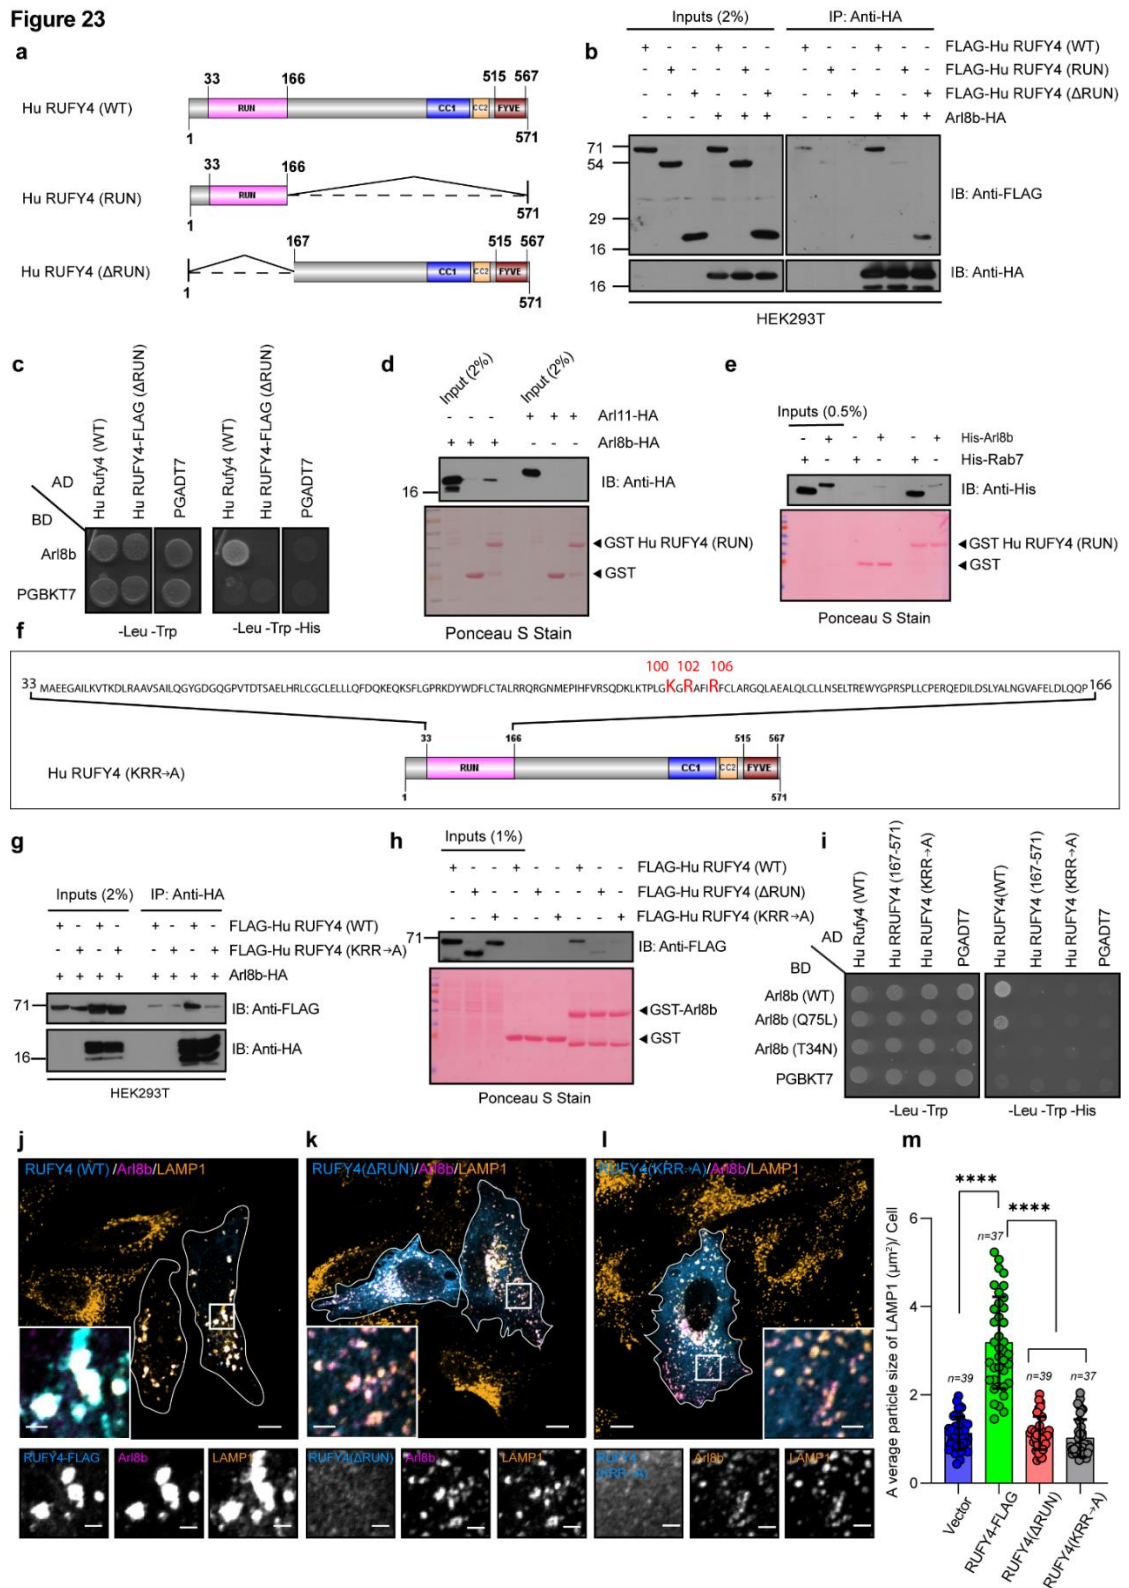 Figure 23
a
33 166 515 567
Hu RUFY4 (WT)
RUN CC1 CC2 FYVE
1 571
33 166
Hu RUFY4 (RUN)
RUN
1 571
167 515 567
Hu RUFY4 (ΔRUN)
CC1 CC2 FYVE
1 571
b
Inputs (2%) IP: Anti-HA
+ - - + - - + - - + - - FLAG-Hu RUFY4 (WT)
- + - - + - - + - - + - FLAG-Hu RUFY4 (RUN)
- - + - - + - - + - - + FLAG-Hu RUFY4 (ΔRUN)
- - - + + + - - - + + + Arl8b-HA
71
54
29
16
IB: Anti-FLAG
16
IB: Anti-HA
HEK293T
c
Hu Rufy4 (WT)
Hu RUFY4-FLAG (ΔRUN)
PGADT7
Hu Rufy4 (WT)
Hu RUFY4-FLAG (ΔRUN)
PGADT7
AD
BD
Arl8b
PGBKT7
-Leu -Trp -Leu -Trp -His
d
Input (2%) Input (2%)
- - - + + + Arl11-HA
+ + + - - - Arl8b-HA
16
IB: Anti-HA
GST Hu RUFY4 (RUN)
GST
Ponceau S Stain
e
Inputs (0.5%)
- + - + - + His-Arl8b
+ - + - + - His-Rab7
IB: Anti-His
GST Hu RUFY4 (RUN)
GST
Ponceau S Stain
f
100 102 106
33 MAEEGAILKVTKDLRAAVSAILQGYGDGQGPVTDTSAELHRLCGCLELLLQFDQKEQKSFLGPRKDYWDFLCTALRRQRGNMEPIHFVRSQDKLKTPLGKGRAFIRFCLARGQLAEALQLCLLNSELTREWYGPRSPLLCPERQEDILDSLYALNGVAFELDLQQP 166
33 166 515 567
Hu RUFY4 (KRR→A)
RUN CC1 CC2 FYVE
1 571
g
Inputs (2%) IP: Anti-HA
+ - + - + - + - FLAG-Hu RUFY4 (WT)
- + - + - + - + FLAG-Hu RUFY4 (KRR→A)
+ + + + + + + + Arl8b-HA
71
IB: Anti-FLAG
16
IB: Anti-HA
HEK293T
h
Inputs (1%)
+ - - + - - + - - FLAG-Hu RUFY4 (WT)
- + - - + - - + - FLAG-Hu RUFY4 (ΔRUN)
- - + - - + - - + FLAG-Hu RUFY4 (KRR→A)
71
IB: Anti-FLAG
GST-Arl8b
GST
Ponceau S Stain
i
Hu Rufy4 (WT)
Hu RRUFY4 (167-571)
Hu RUFY4 (KRR→A)
PGADT7
Hu RUFY4(WT)
Hu RUFY4 (167-571)
Hu RUFY4 (KRR→A)
PGADT7
AD
BD
Arl8b (WT)
Arl8b (Q75L)
Arl8b (T34N)
PGBKT7
-Leu -Trp -Leu -Trp -His
j
RUFY4 (WT) /Arl8b/LAMP1
RUFY4-FLAG Arl8b LAMP1
k
RUFY4(ΔRUN)/Arl8b/LAMP1
RUFY4(ΔRUN) Arl8b LAMP1
l
RUFY4(KRR→A)/Arl8b/LAMP1
RUFY4 (KRR→A) Arl8b LAMP1
m
A average particle size of LAMP1 (μm²)/ Cell
6
4
2
0
****
****
n=39
n=37
n=39
n=37
Vector
RUFY4-FLAG
RUFY4(ΔRUN)
RUFY4(KRR→A)